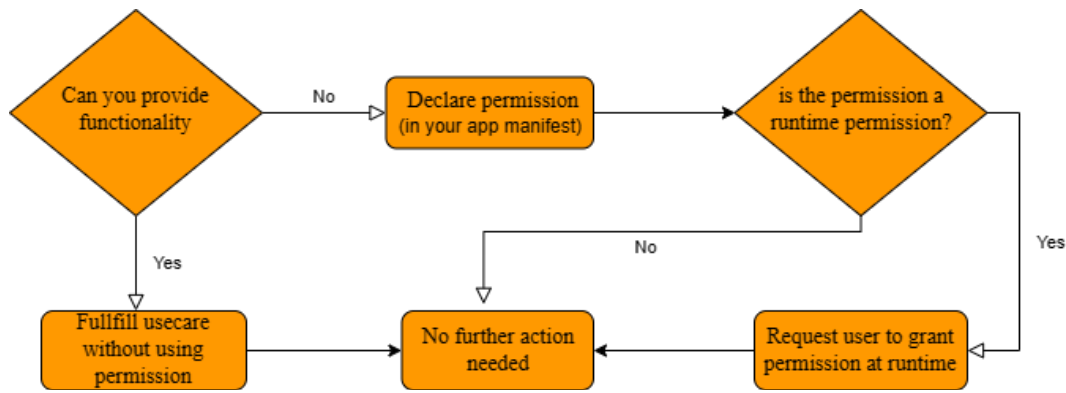 Can you provide
functionality
No
Declare permission
(in your app manifest)
is the permission a
runtime permission?
Yes
No
Yes
Fullfill usecare
without using
permission
No further action
needed
Request user to grant
permission at runtime